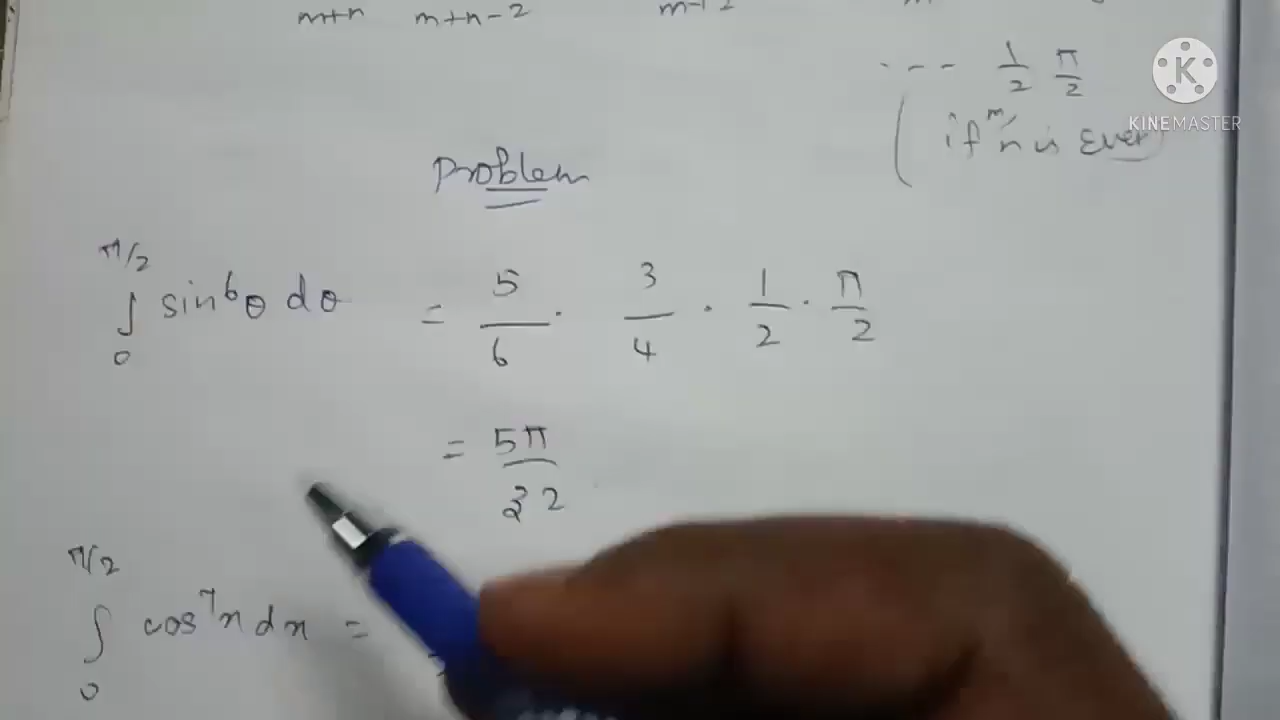 m+n m+n-2
--- 1/2 π/2
KINEMASTER
if m, n is Even
Problem
∫₀^π/2 sin⁶θ dθ = 5/6 · 3/4 · 1/2 · π/2
= 5π/32
∫₀^π/2 cos⁷x dx =